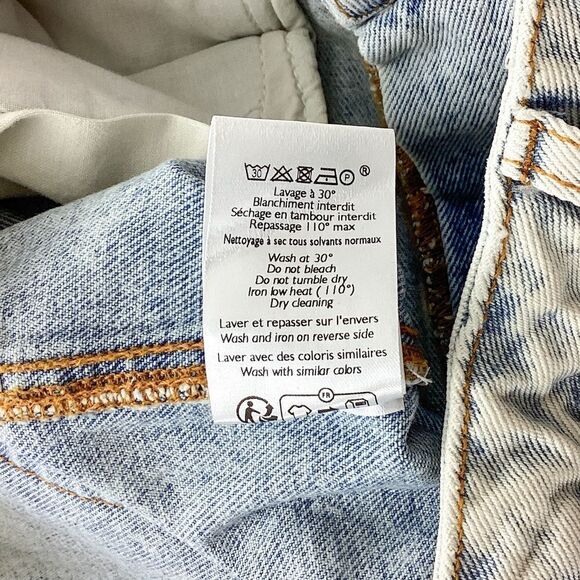 30 P ®
Lavage à 30°
Blanchiment interdit
Séchage en tambour interdit
Repassage 110° max
Nettoyage à sec tous solvants normaux
Wash at 30°
Do not bleach
Do not tumble dry
Iron low heat ( 110°)
Dry cleaning
Laver et repasser sur l'envers
Wash and iron on reverse side
Laver avec des coloris similaires
Wash with similar colors
FR